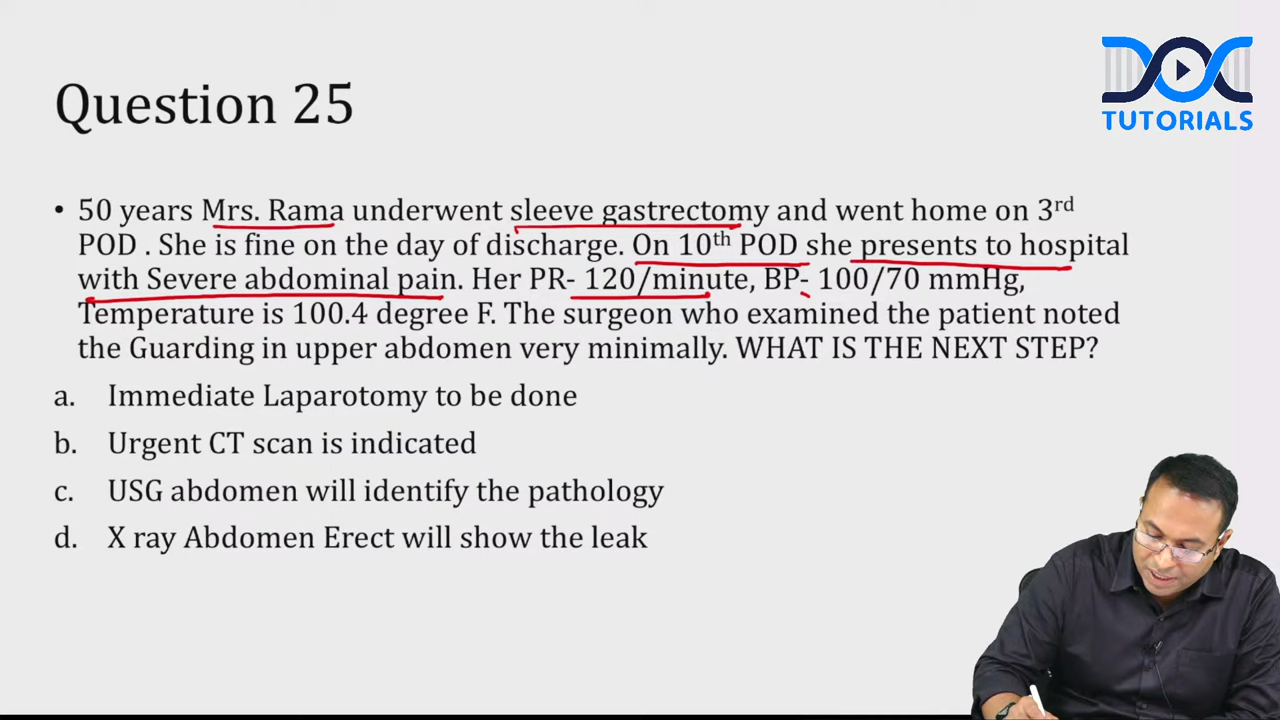 DOC
TUTORIALS
Question 25
• 50 years Mrs. Rama underwent sleeve gastrectomy and went home on 3rd
POD . She is fine on the day of discharge. On 10th POD she presents to hospital
with Severe abdominal pain. Her PR- 120/minute, BP- 100/70 mmHg,
Temperature is 100.4 degree F. The surgeon who examined the patient noted
the Guarding in upper abdomen very minimally. WHAT IS THE NEXT STEP?
a. Immediate Laparotomy to be done
b. Urgent CT scan is indicated
c. USG abdomen will identify the pathology
d. X ray Abdomen Erect will show the leak